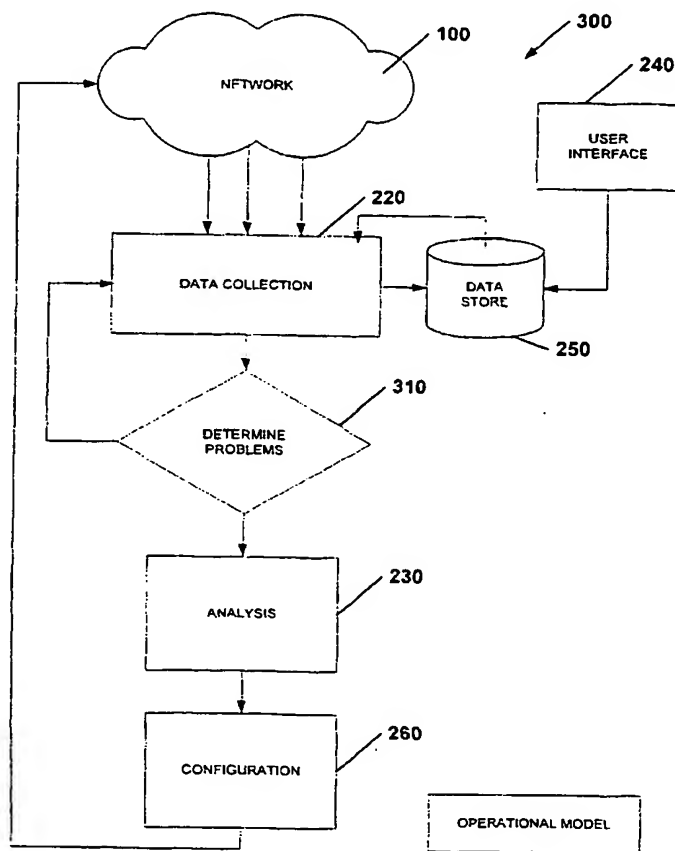 100
300
NETWORK
240
USER
INTERFACE
220
DATA COLLECTION
DATA
STORE
250
310
DETERMINE
PROBLEMS
230
ANALYSIS
260
CONFIGURATION
OPERATIONAL MODEL